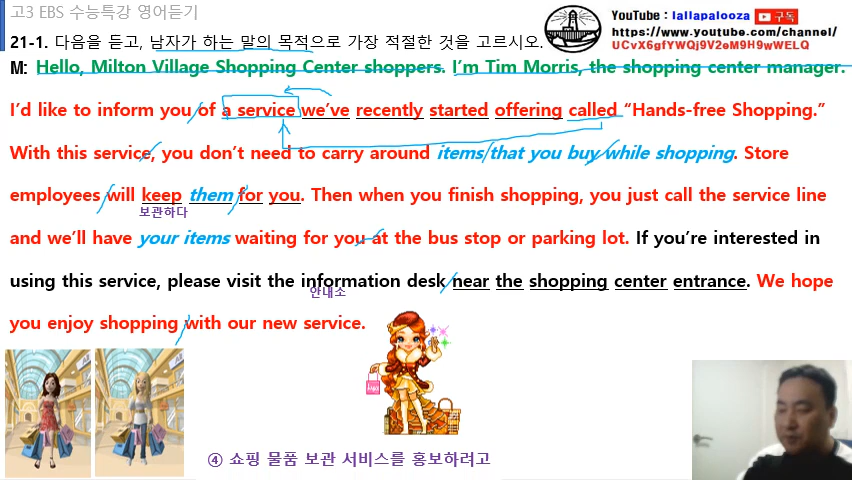 고3 EBS 수능특강 영어듣기
YouTube : lallapalooza 구독
https://www.youtube.com/channel/
UCvX6gfYWQj9V2eM9H9wWELQ
21-1. 다음을 듣고, 남자가 하는 말의 목적으로 가장 적절한 것을 고르시오.
M: Hello, Milton Village Shopping Center shoppers. I’m Tim Morris, the shopping center manager.
I’d like to inform you of a service we’ve recently started offering called “Hands-free Shopping.”
With this service, you don’t need to carry around items that you buy while shopping. Store
employees will keep them for you. Then when you finish shopping, you just call the service line
보관하다
and we’ll have your items waiting for you at the bus stop or parking lot. If you’re interested in
using this service, please visit the information desk near the shopping center entrance. We hope
안내소
you enjoy shopping with our new service.
④ 쇼핑 물품 보관 서비스를 홍보하려고